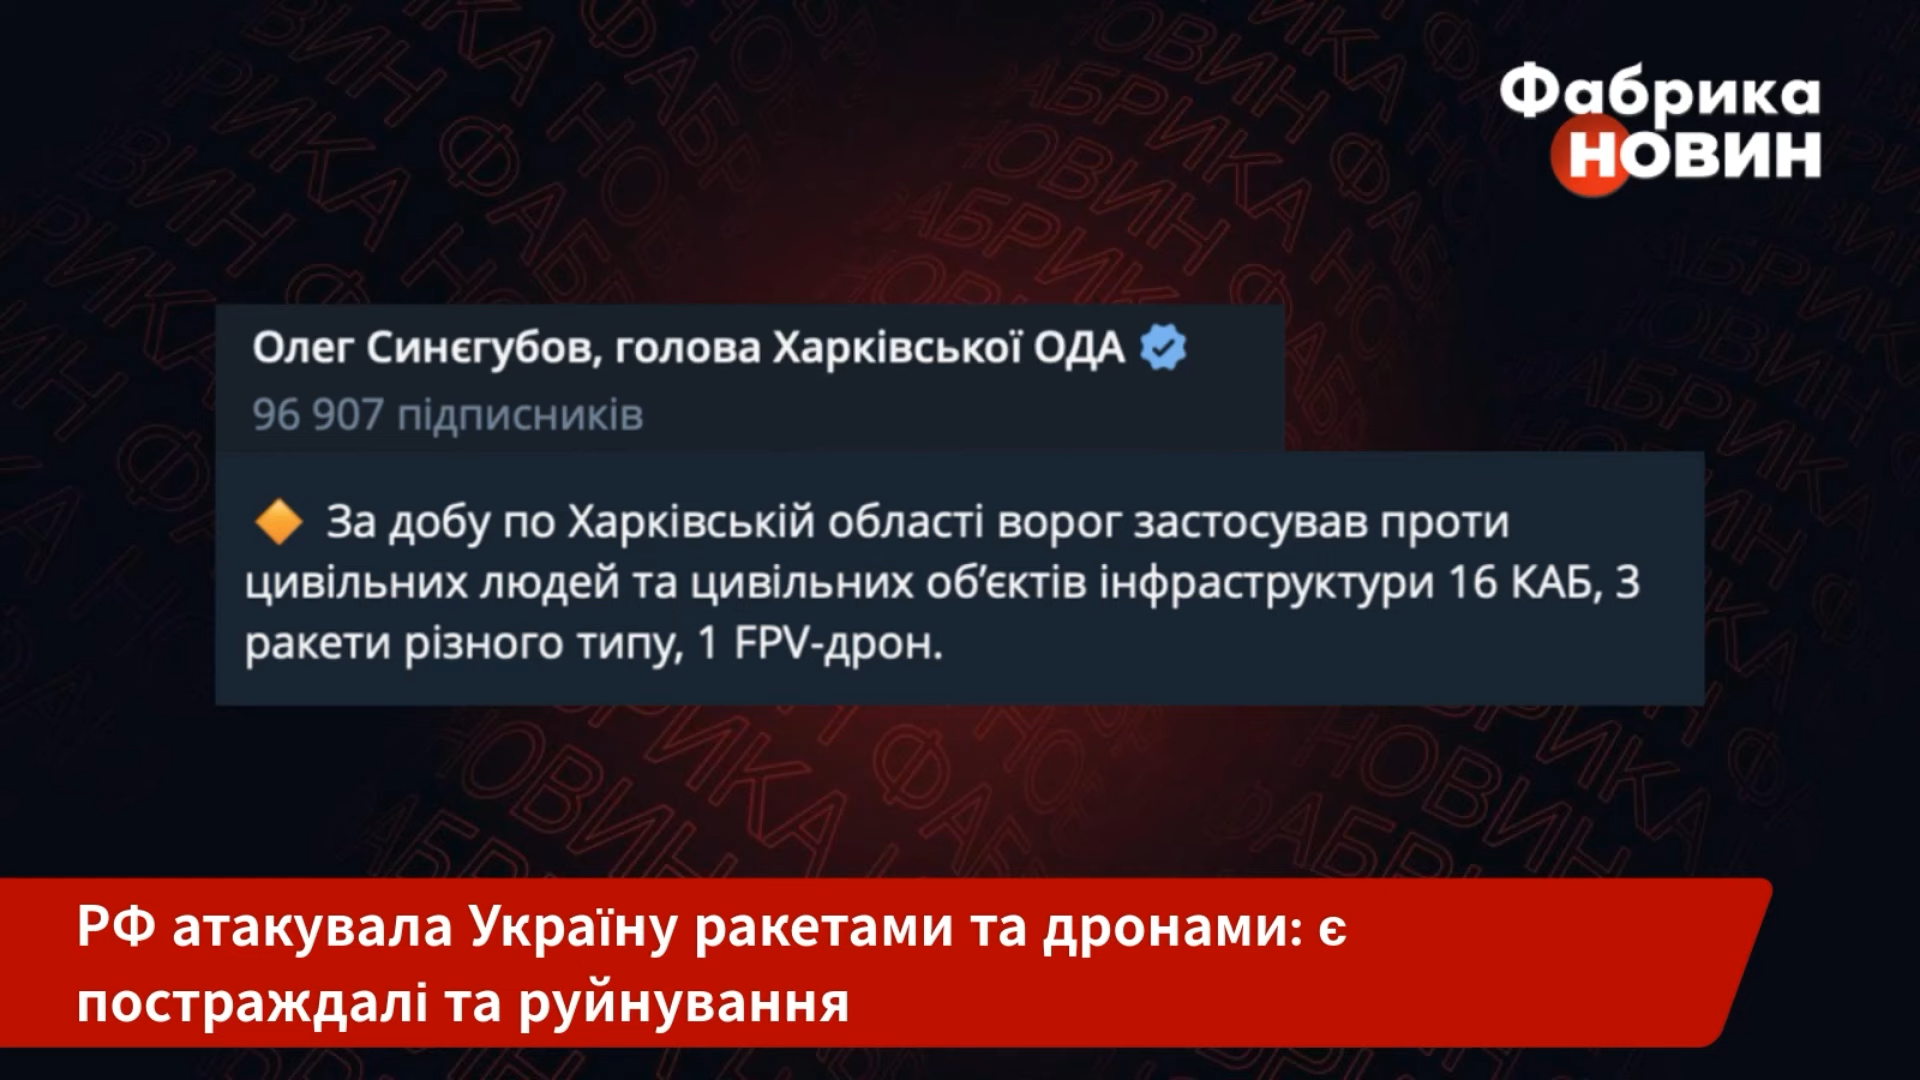 Фабрика
новин
Олег Синєгубов, голова Харківської ОДА
96 907 підписників
За добу по Харківській області ворог застосував проти
цивільних людей та цивільних об’єктів інфраструктури 16 КАБ, 3
ракети різного типу, 1 FPV-дрон.
РФ атакувала Україну ракетами та дронами: є
постраждалі та руйнування